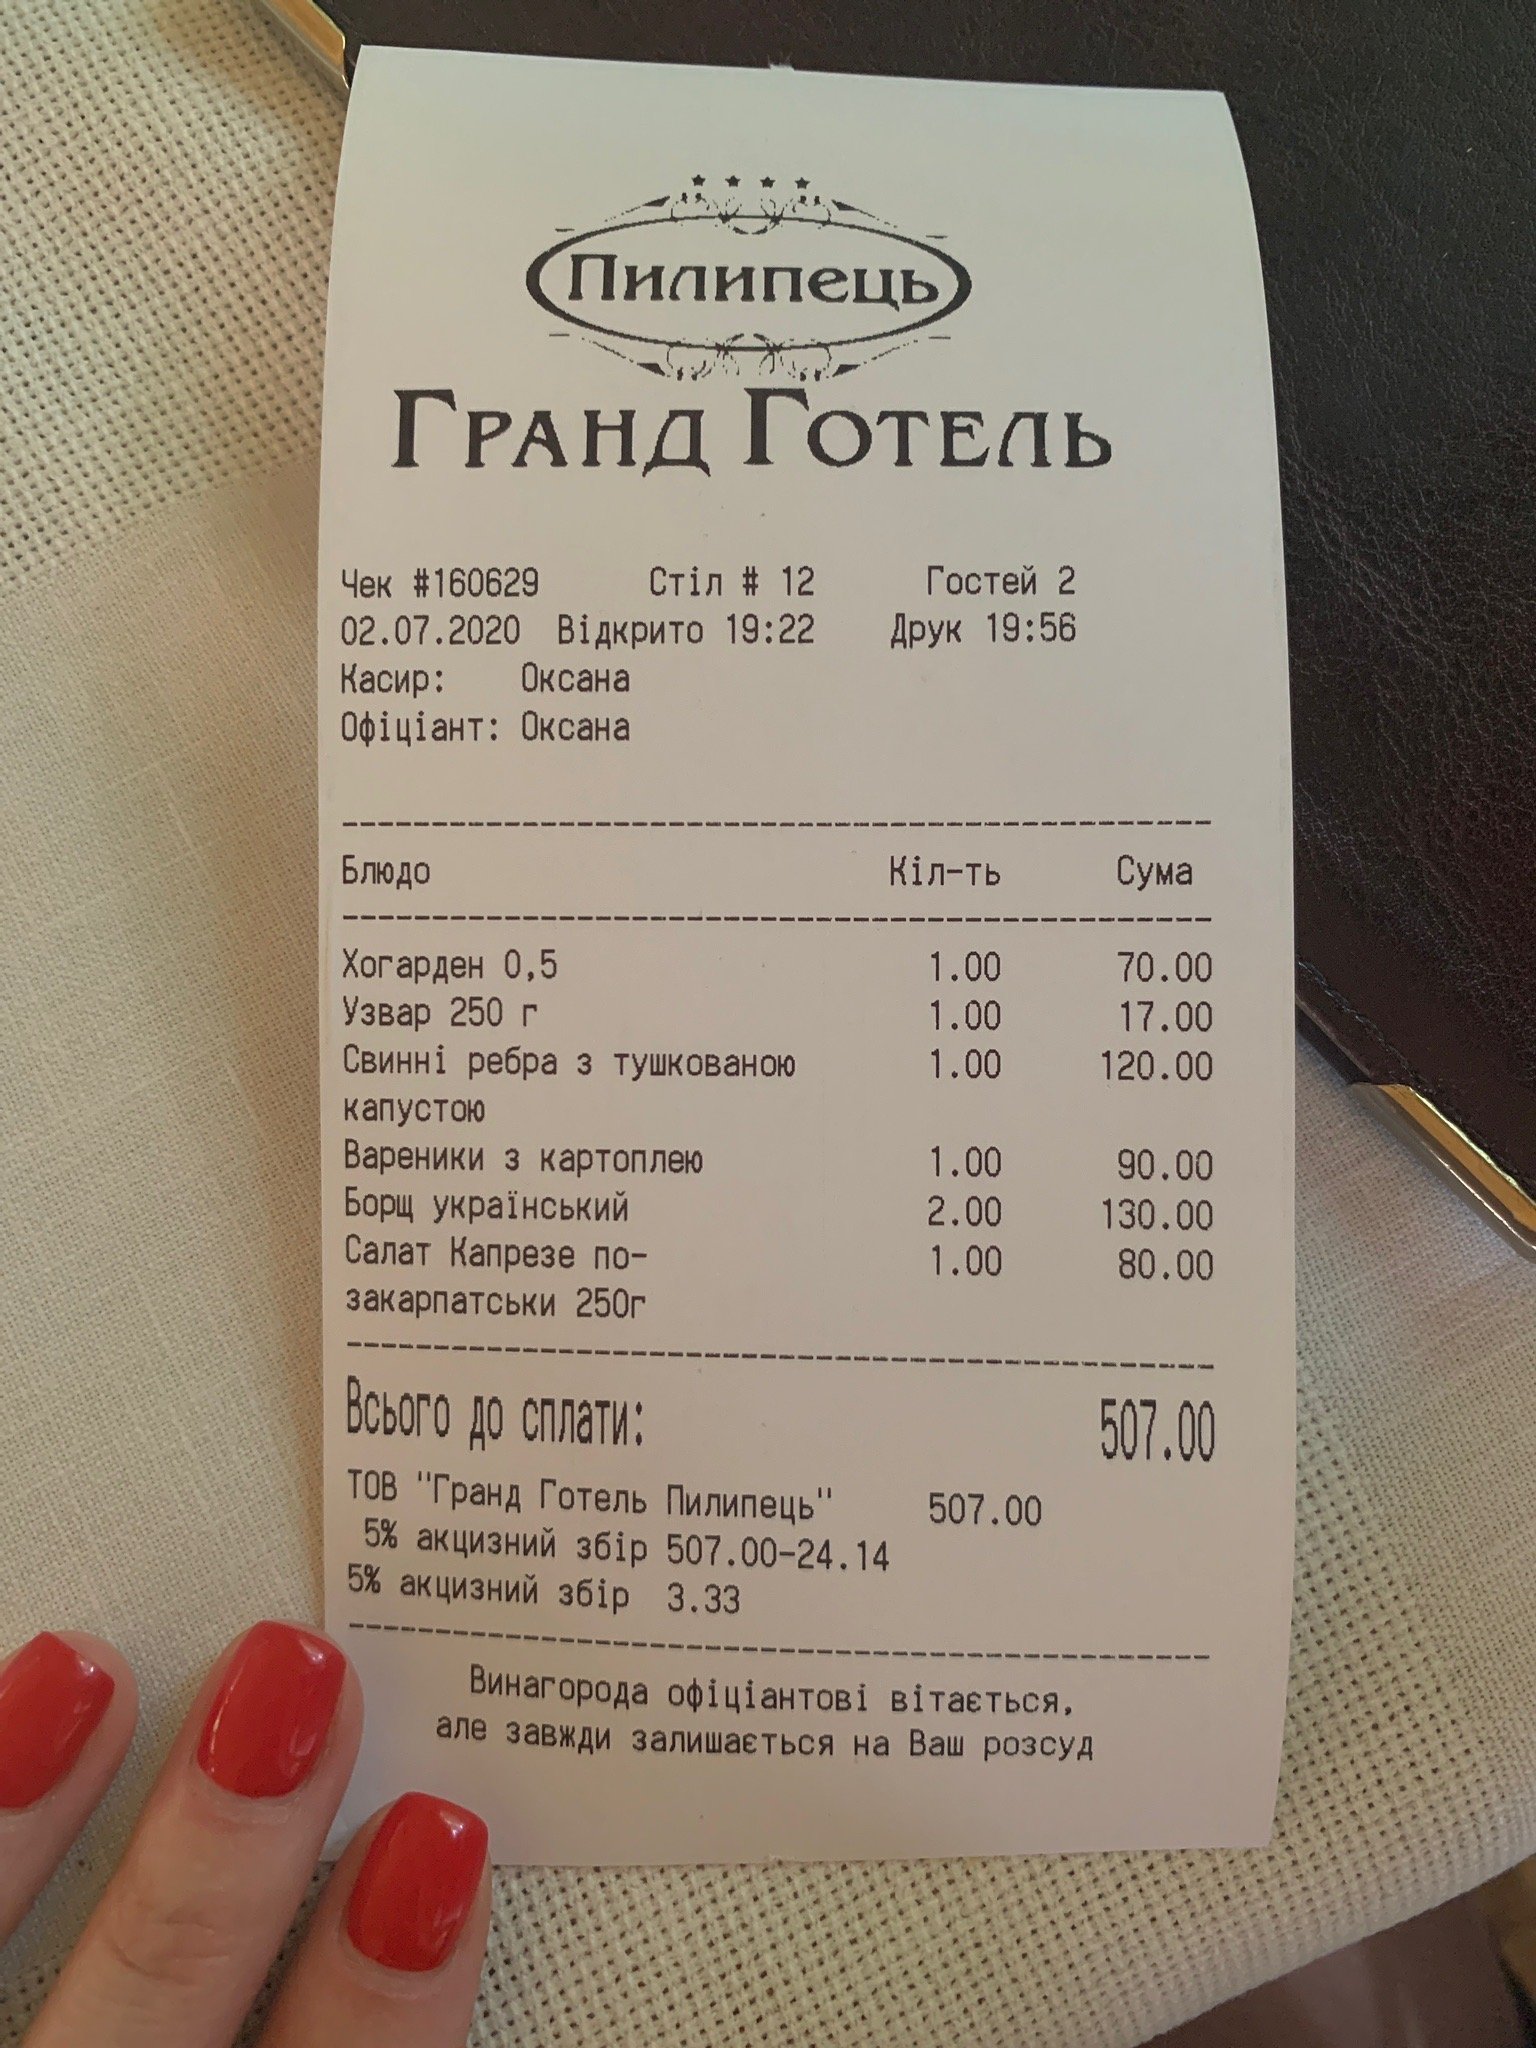 Пилипець
Гранд Готель
Чек #160629 Стіл # 12 Гостей 2
02.07.2020 Відкрито 19:22 Друк 19:56
Касир: Оксана
Офіціант: Оксана
Блюдо Кіл-ть Сума
Хогарден 0,5 1.00 70.00
Узвар 250 г 1.00 17.00
Свинні ребра з тушкованою 1.00 120.00
капустою
Вареники з картоплею 1.00 90.00
Борщ український 2.00 130.00
Салат Капрезе по- 1.00 80.00
закарпатськи 250г
Всього до сплати: 507.00
ТОВ "Гранд Готель Пилипець" 507.00
5% акцизний збір 507.00-24.14
5% акцизний збір 3.33
Винагорода офіціантові вітається,
але завжди залишається на Ваш розсуд